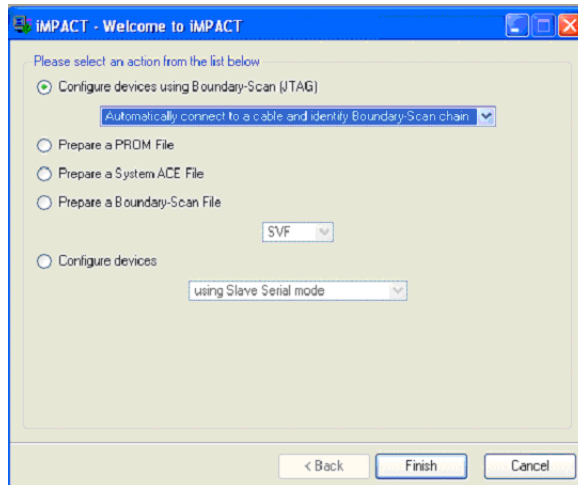 iMPACT - Welcome to iMPACT
Please select an action from the list below
Configure devices using Boundary-Scan (JTAG)
Automatically connect to a cable and identify Boundary-Scan chain
Prepare a PROM File
Prepare a System ACE File
Prepare a Boundary-Scan File
SVF
Configure devices
using Slave Serial mode
< Back Finish Cancel